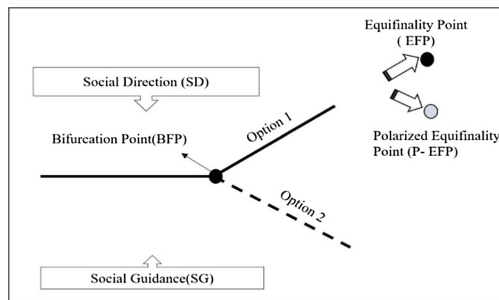 Equifinality Point
( EFP)
Social Direction (SD)
Option 1
Bifurcation Point(BFP)
Polarized Equifinality
Point (P- EFP)
Option 2
Social Guidance(SG)